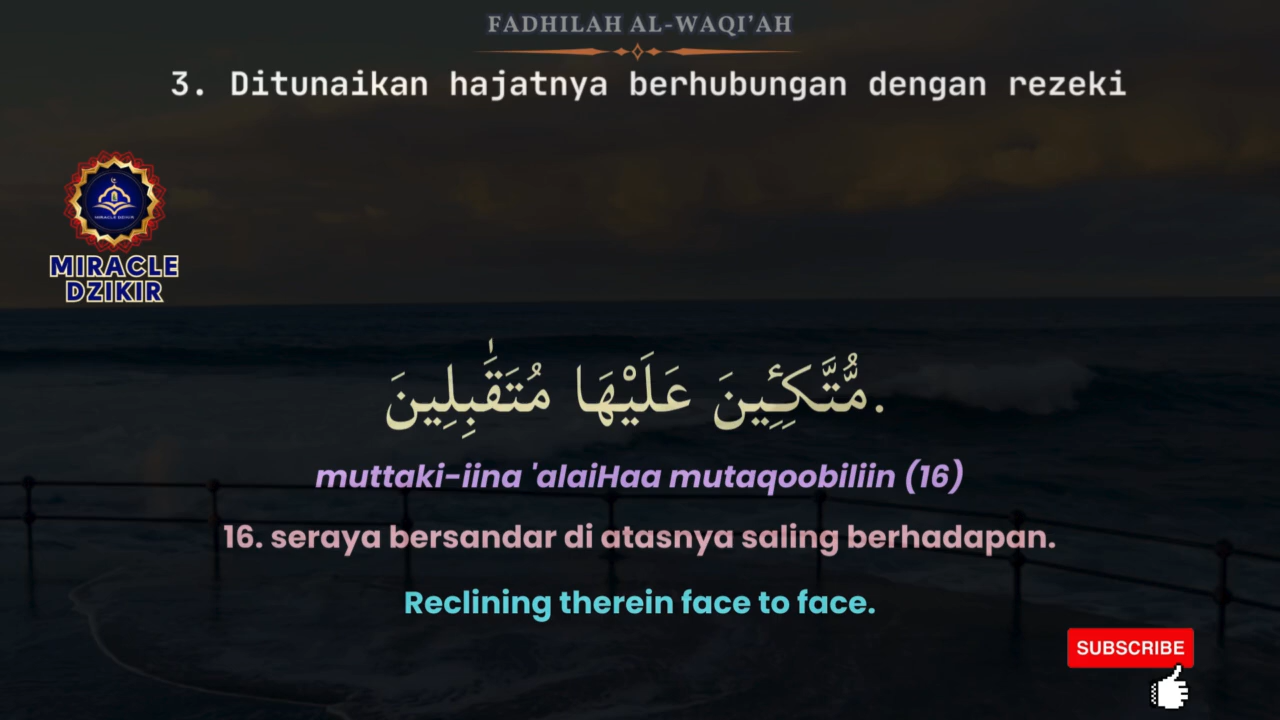 FADHILAH AL-WAQI’AH
3. Ditunaikan hajatnya berhubungan dengan rezeki
MIRACLE
DZIKIR
مُّتَّكِـِٔينَ عَلَيْهَا مُتَقَٰبِلِينَ.
muttaki-iina 'alaiHaa mutaqoobiliin (16)
16. seraya bersandar di atasnya saling berhadapan.
Reclining therein face to face.
SUBSCRIBE